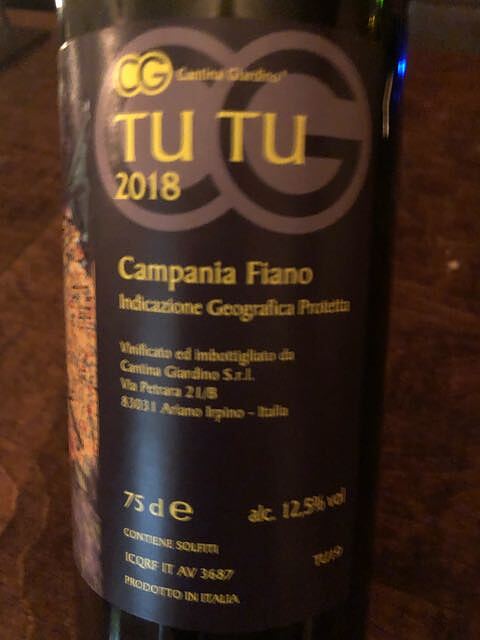 CG Cantina Giardino®
TU TU
2018
Campania Fiano
Indicazione Geografica Protetta
Vinificato ed imbottigliato da
Cantina Giardino S.r.l.
Via Petrara 21/B
83031 Ariano Irpino - Italia
75 cl e alc. 12,5% vol
CONTIENE SOLFITI
ICQRF IT AV 3687
TU19
PRODOTTO IN ITALIA